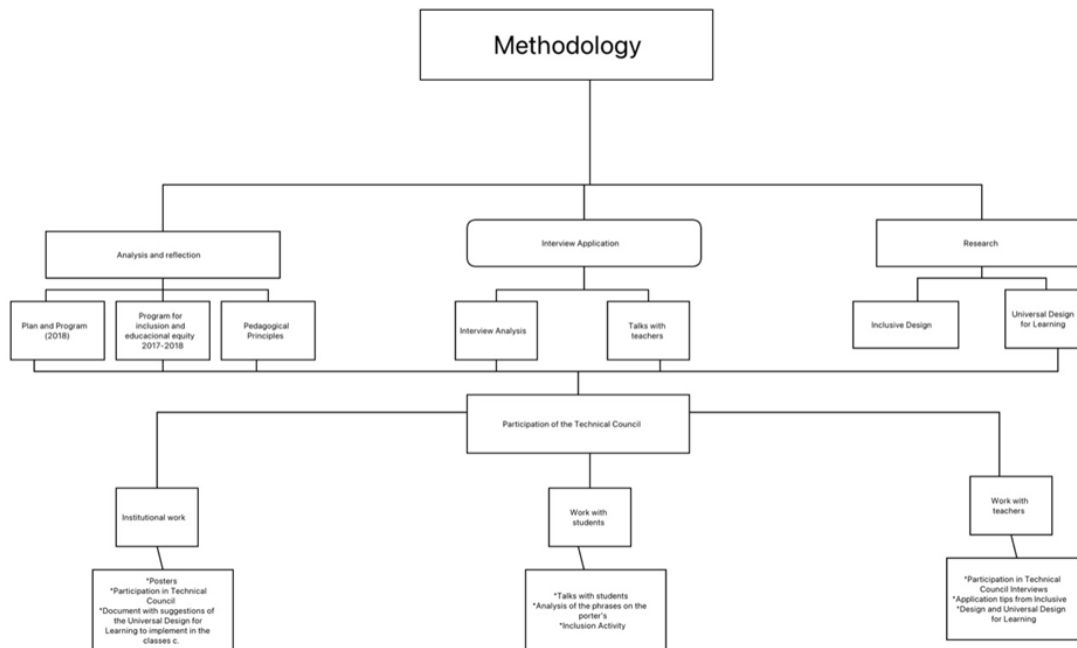 Methodology
Analysis and reflection
Interview Application
Research
Plan and Program
(2018)
Program for
inclusion and
educacional equity
2017-2018
Pedagogical
Principles
Interview Analysis
Talks with
teachers
Inclusive Design
Universal Design
for Learning
Participation of the Technical Council
Institutional work
Work with
students
Work with
teachers
*Posters
*Participation in Technical
Council
*Document with suggestions of
the Universal Design for
Learning to implement in the
classes c.
*Talks with students
*Analysis of the phrases on the
porter's
*Inclusion Activity
*Participation in Technical
Council Interviews
*Application tips from Inclusive
*Design and Universal Design
for Learning